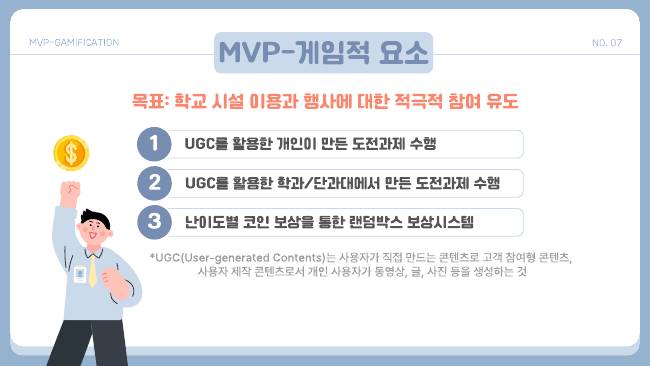 MVP-GAMIFICATION
NO. 07
MVP-게임적 요소
목표: 학교 시설 이용과 행사에 대한 적극적 참여 유도
1 UGC를 활용한 개인이 만든 도전과제 수행
2 UGC를 활용한 학과/단과대에서 만든 도전과제 수행
3 난이도별 코인 보상을 통한 랜덤박스 보상시스템
*UGC(User-generated Contents)는 사용자가 직접 만드는 콘텐츠로 고객 참여형 콘텐츠,
사용자 제작 콘텐츠로서 개인 사용자가 동영상, 글, 사진 등을 생성하는 것